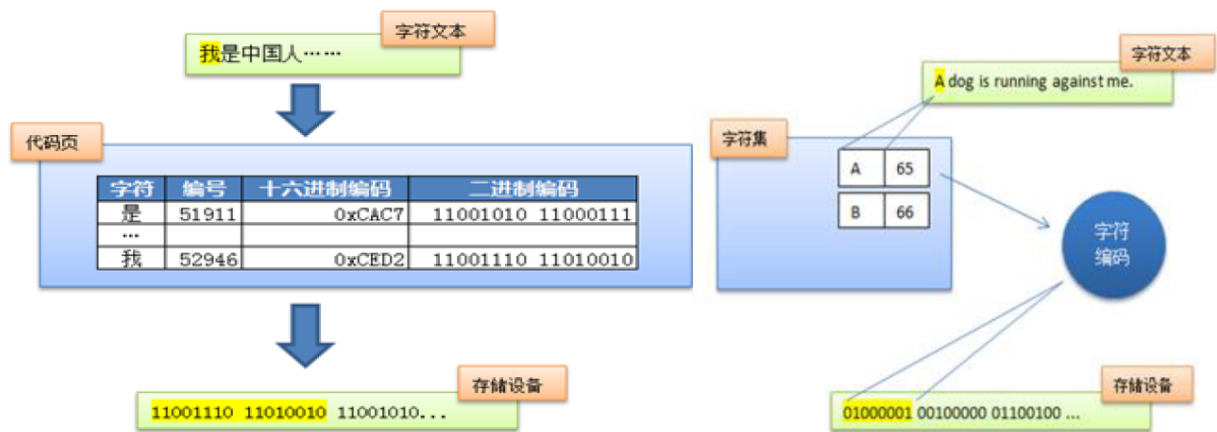 字符文本
我是中国人……
代码页
字符 编号 十六进制编码 二进制编码
是 51911 0xCAC7 11001010 11000111
...
我 52946 0xCED2 11001110 11010010
存储设备
11001110 11010010 11001010...
字符文本
A dog is running against me.
字符集
A 65
B 66
字符
编码
存储设备
01000001 00100000 01100100 ...